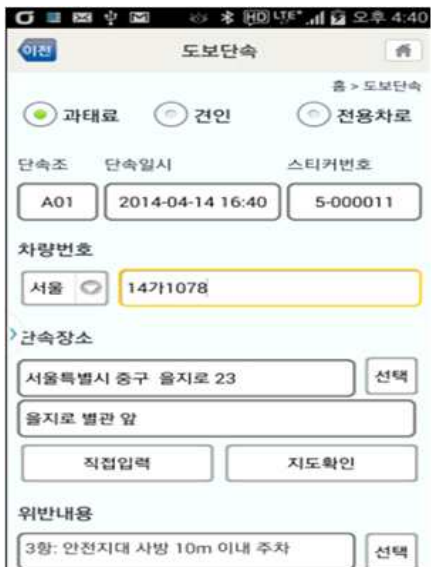 HD LTE 오후 4:40
이전 도보단속
홈 > 도보단속
과태료 견인 전용차로
단속조 단속일시 스티커번호
A01 2014-04-14 16:40 5-000011
차량번호
서울 14가1078
단속장소
서울특별시 중구 을지로 23 선택
을지로 별관 앞
직접입력 지도확인
위반내용
3항: 안전지대 사방 10m 이내 주차 선택